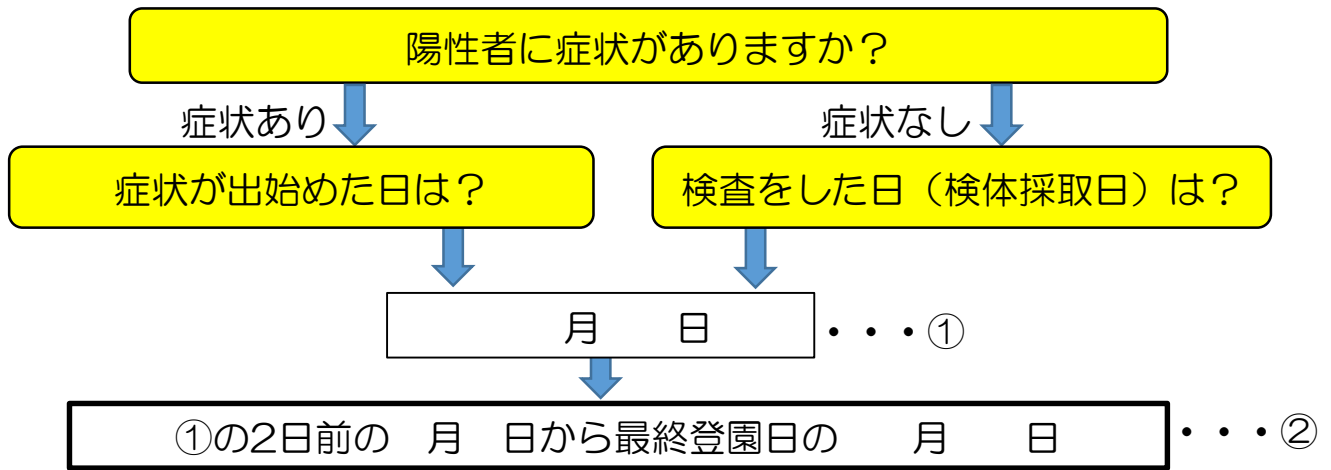 陽性者に症状がありますか？
症状あり
症状なし
症状が出始めた日は？
検査をした日（検体採取日）は？
月　　日
・・・①
①の2日前の　月　日から最終登園日の　　月　　日
・・・②